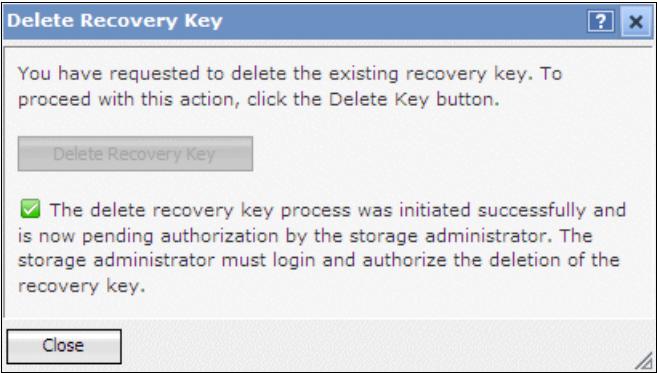 Delete Recovery Key
?
You have requested to delete the existing recovery key. To
proceed with this action, click the Delete Key button.
Delete Recovery Key
The delete recovery key process was initiated successfully and
is now pending authorization by the storage administrator. The
storage administrator must login and authorize the deletion of the
recovery key.
Close